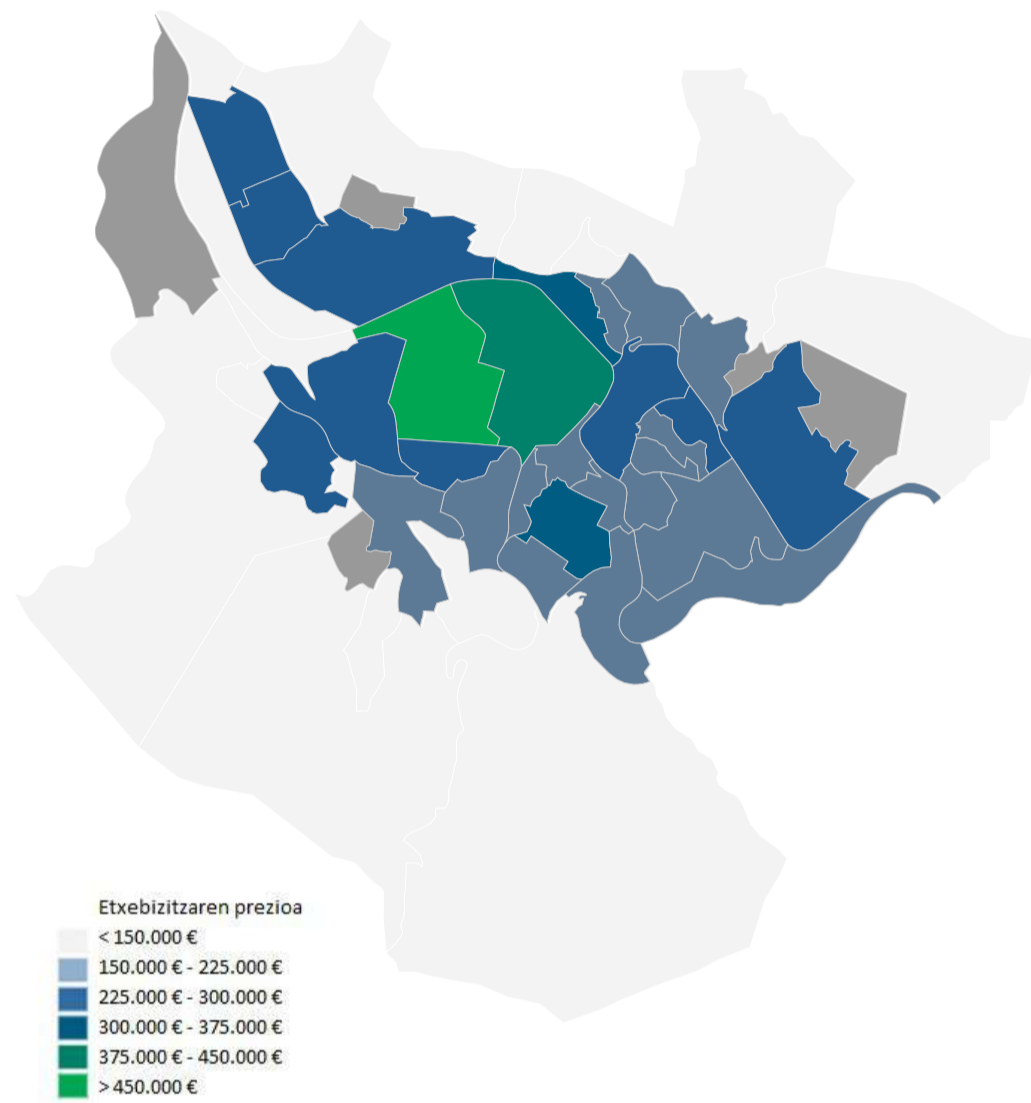 Etxebizitzaren prezioa
< 150.000 €
150.000 € - 225.000 €
225.000 € - 300.000 €
300.000 € - 375.000 €
375.000 € - 450.000 €
> 450.000 €